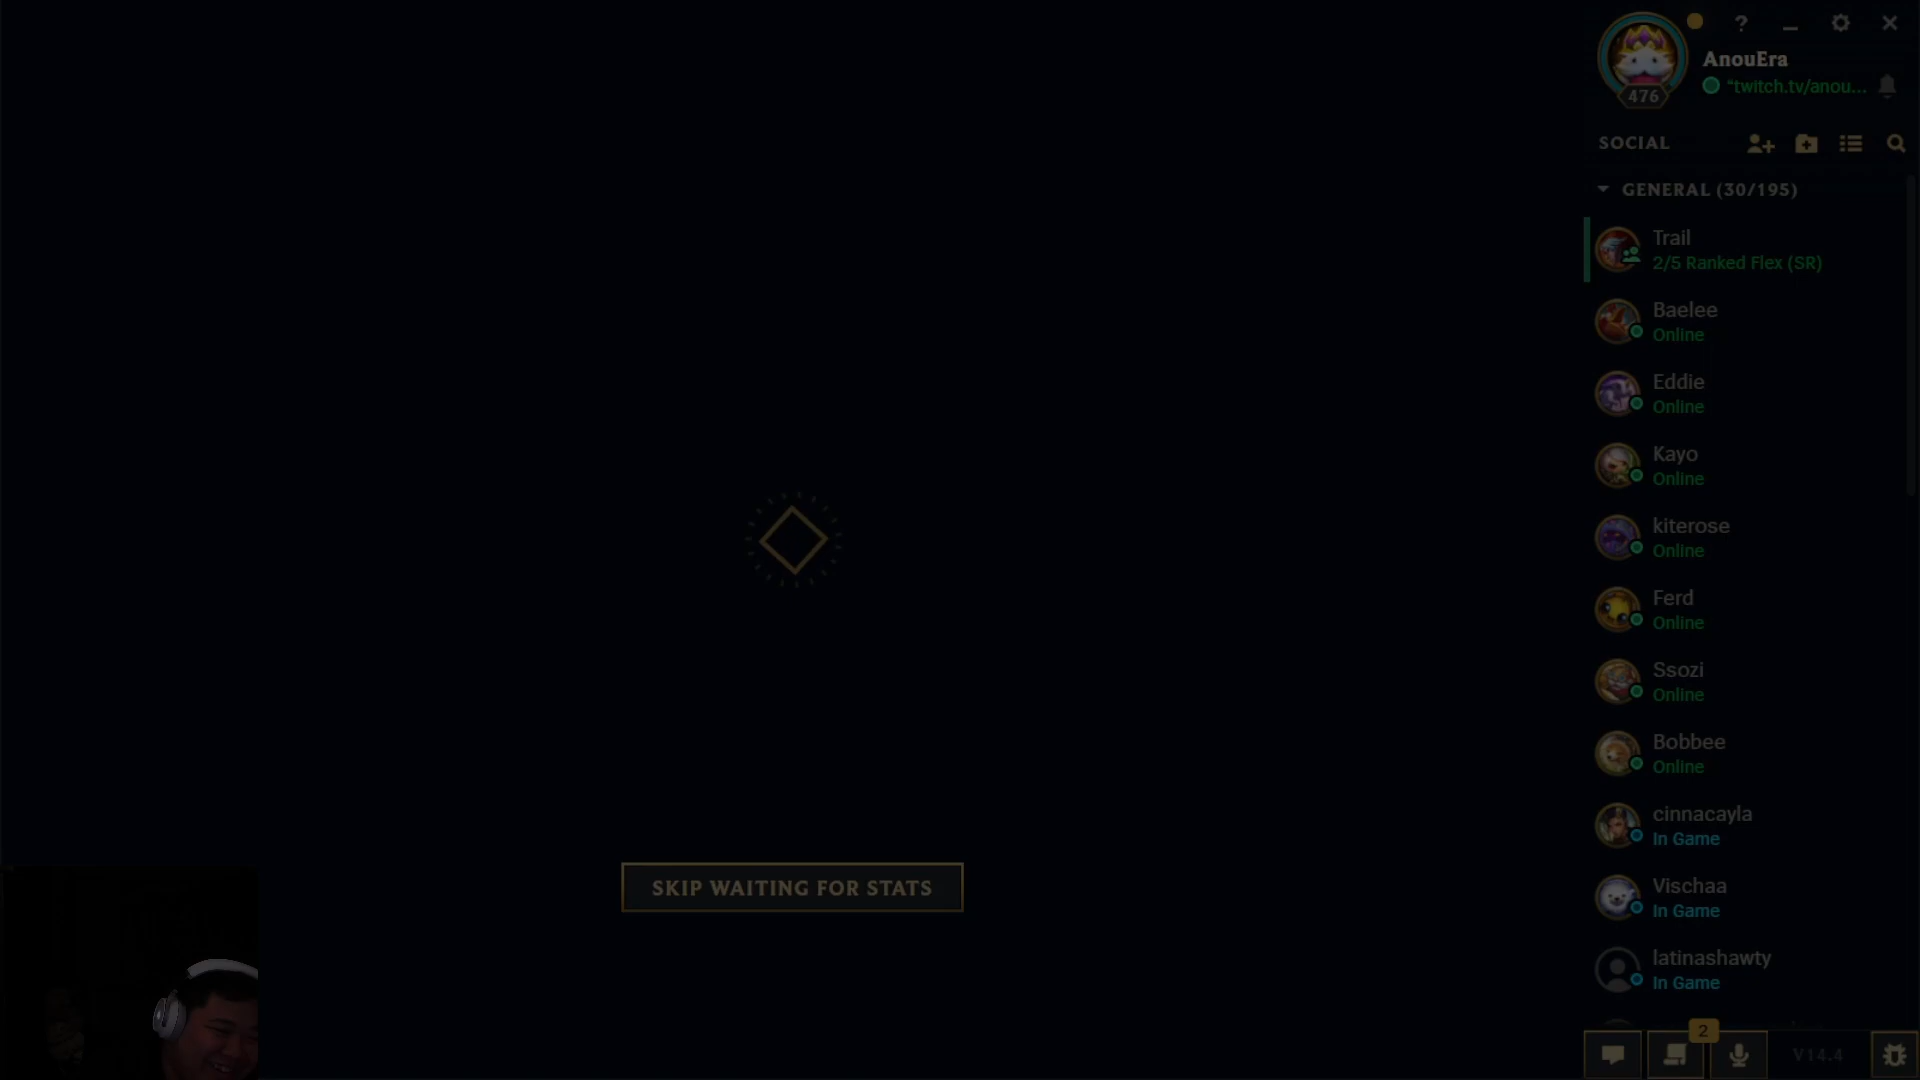 ?
AnouEra
476
"twitch.tv/anou...
SOCIAL
GENERAL (30/195)
Trail
2/5 Ranked Flex (SR)
Baelee
Online
Eddie
Online
Kayo
Online
kiterose
Online
Ferd
Online
Ssozi
Online
Bobbee
Online
cinnacayla
In Game
Vischaa
In Game
latinashawty
In Game
SKIP WAITING FOR STATS
2
V14.4